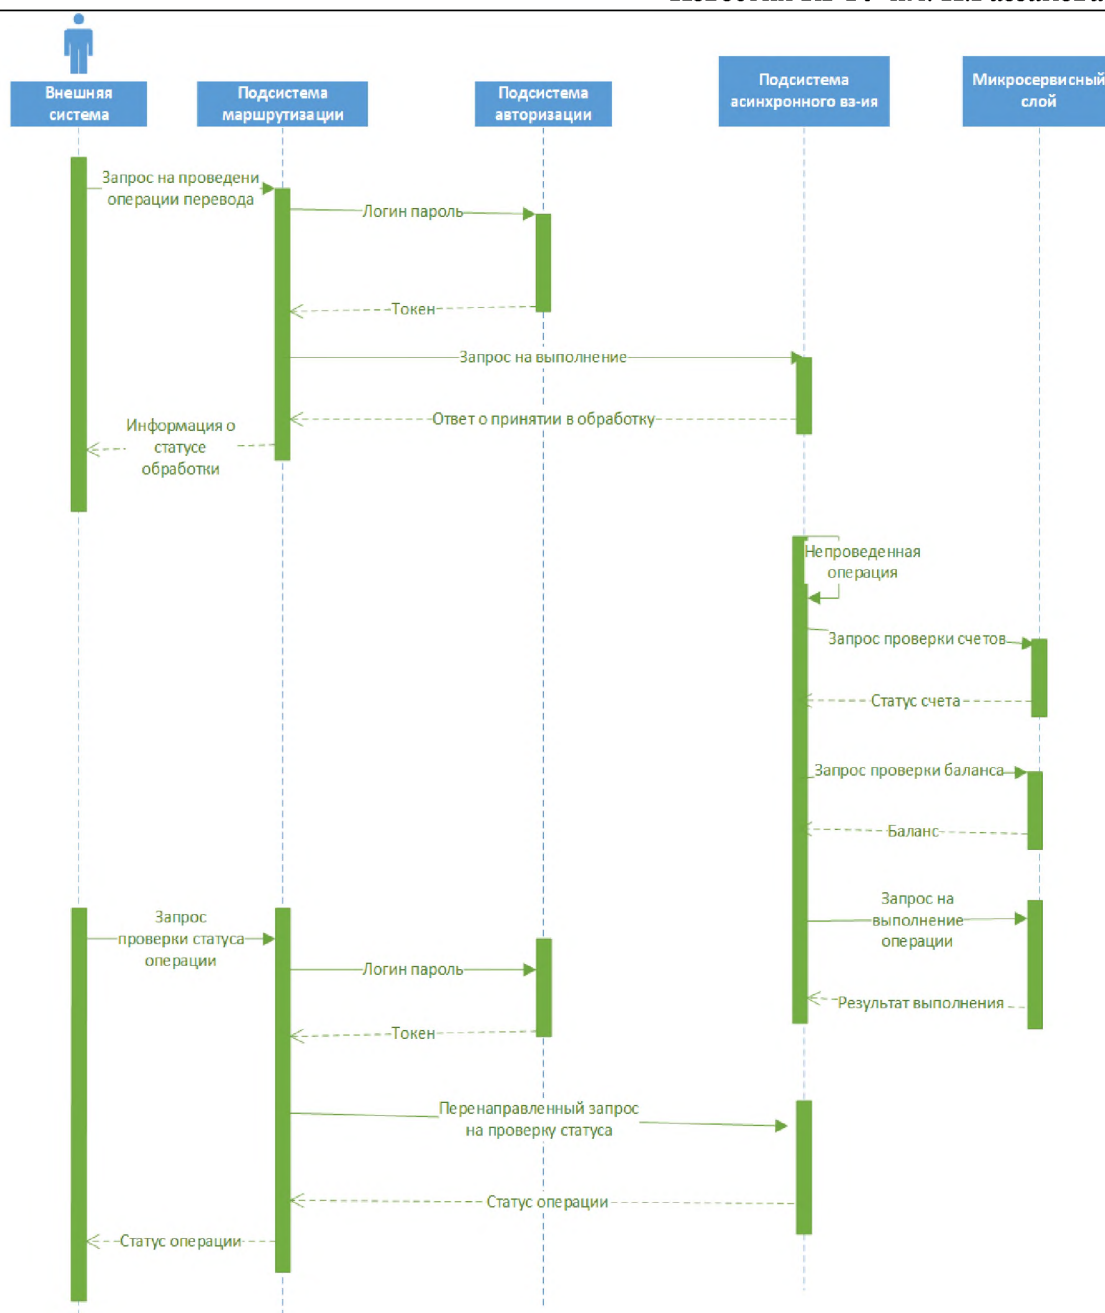 Внешняя
система
Подсистема
маршрутизации
Подсистема
авторизации
Подсистема
асинхронного вз-ия
Микросервисный
слой
Запрос на проведени
операции перевода
Логин пароль
Токен
Запрос на выполнение
Ответ о принятии в обработку
Информация о
статусе
обработки
Непроведенная
операция
Запрос проверки счетов
Статус счета
Запрос проверки баланса
Баланс
Запрос на
выполнение
операции
Результат выполнения
Запрос
проверки статуса
операции
Логин пароль
Токен
Перенаправленный запрос
на проверку статуса
Статус операции
Статус операции